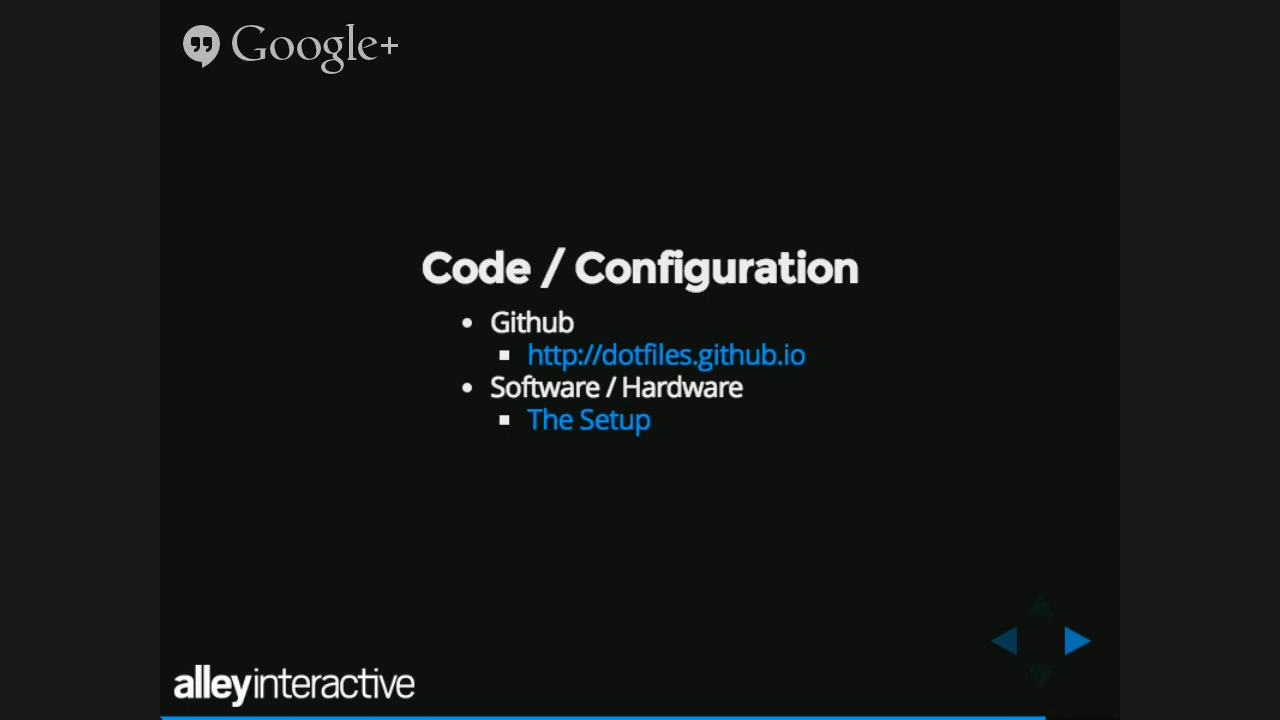 Google+
Code / Configuration
Github
http://dotfiles.github.io
Software / Hardware
The Setup
alleyinteractive